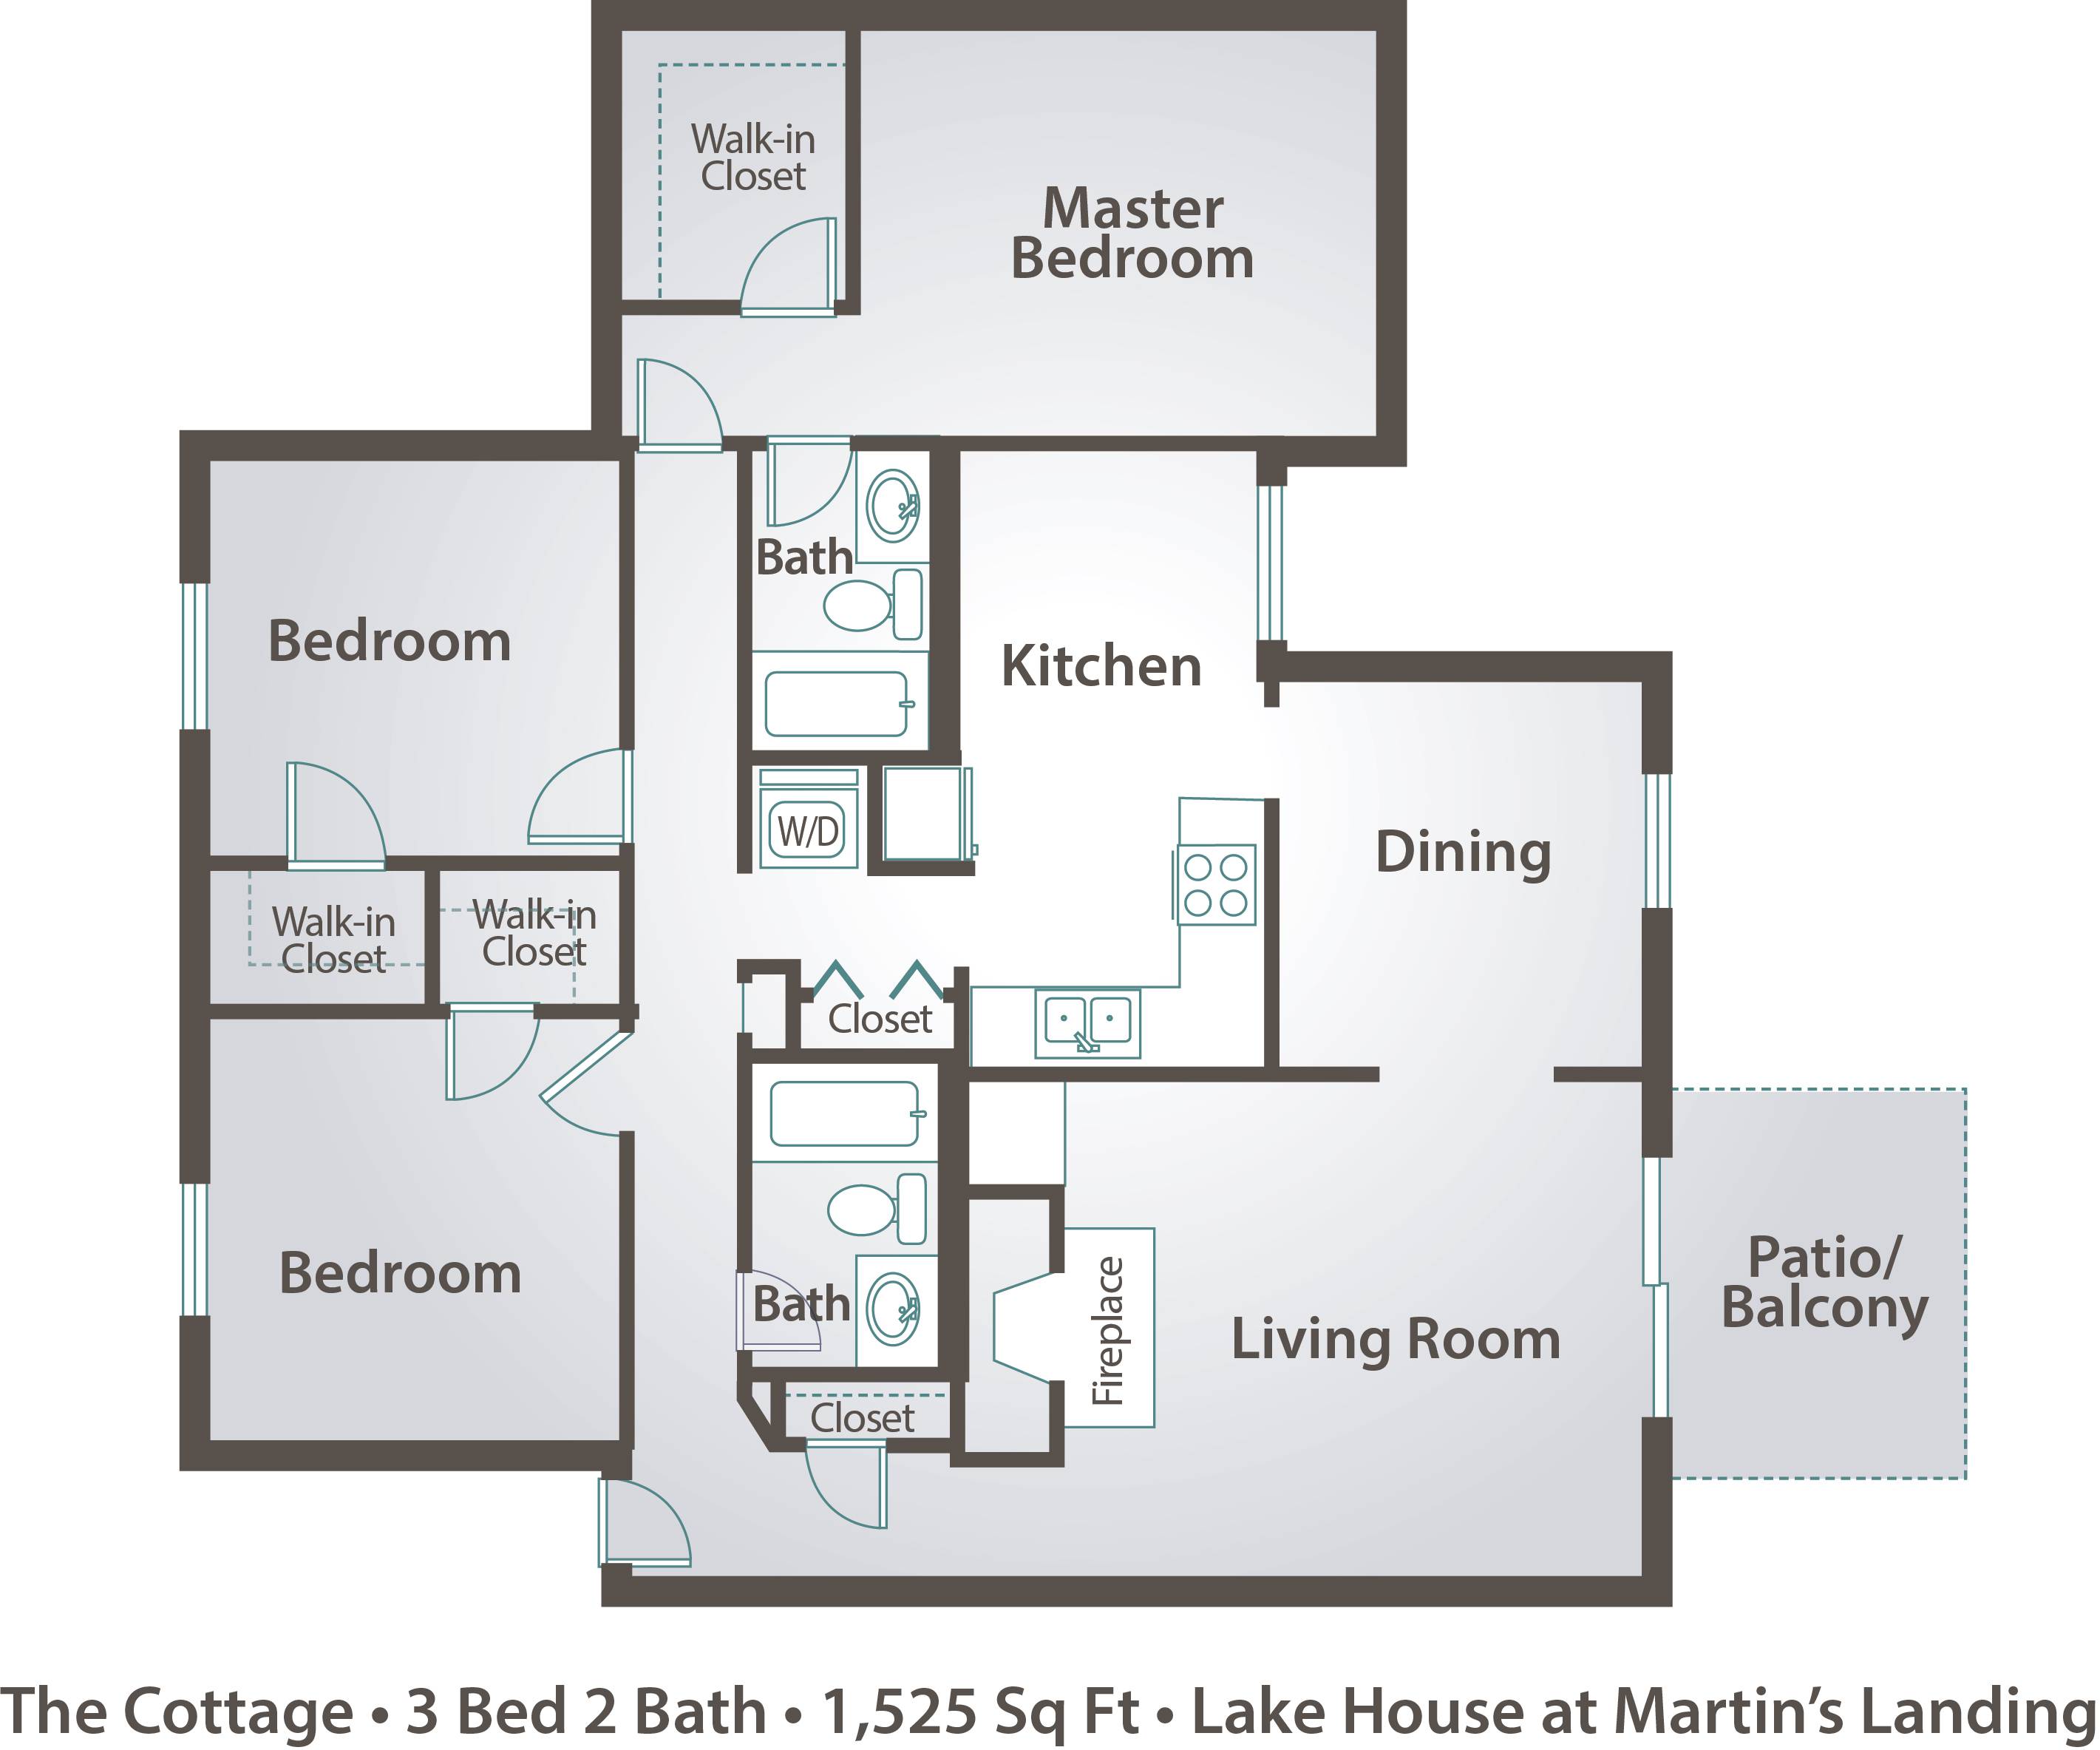 Walk-in
Closet
Master
Bedroom
Bath
Bedroom
Kitchen
W/D
Dining
Walk-in
Closet
Walk-in
Closet
Closet
Bedroom
Bath
Fireplace
Living Room
Patio/
Balcony
Closet
The Cottage • 3 Bed 2 Bath • 1,525 Sq Ft • Lake House at Martin’s Landing